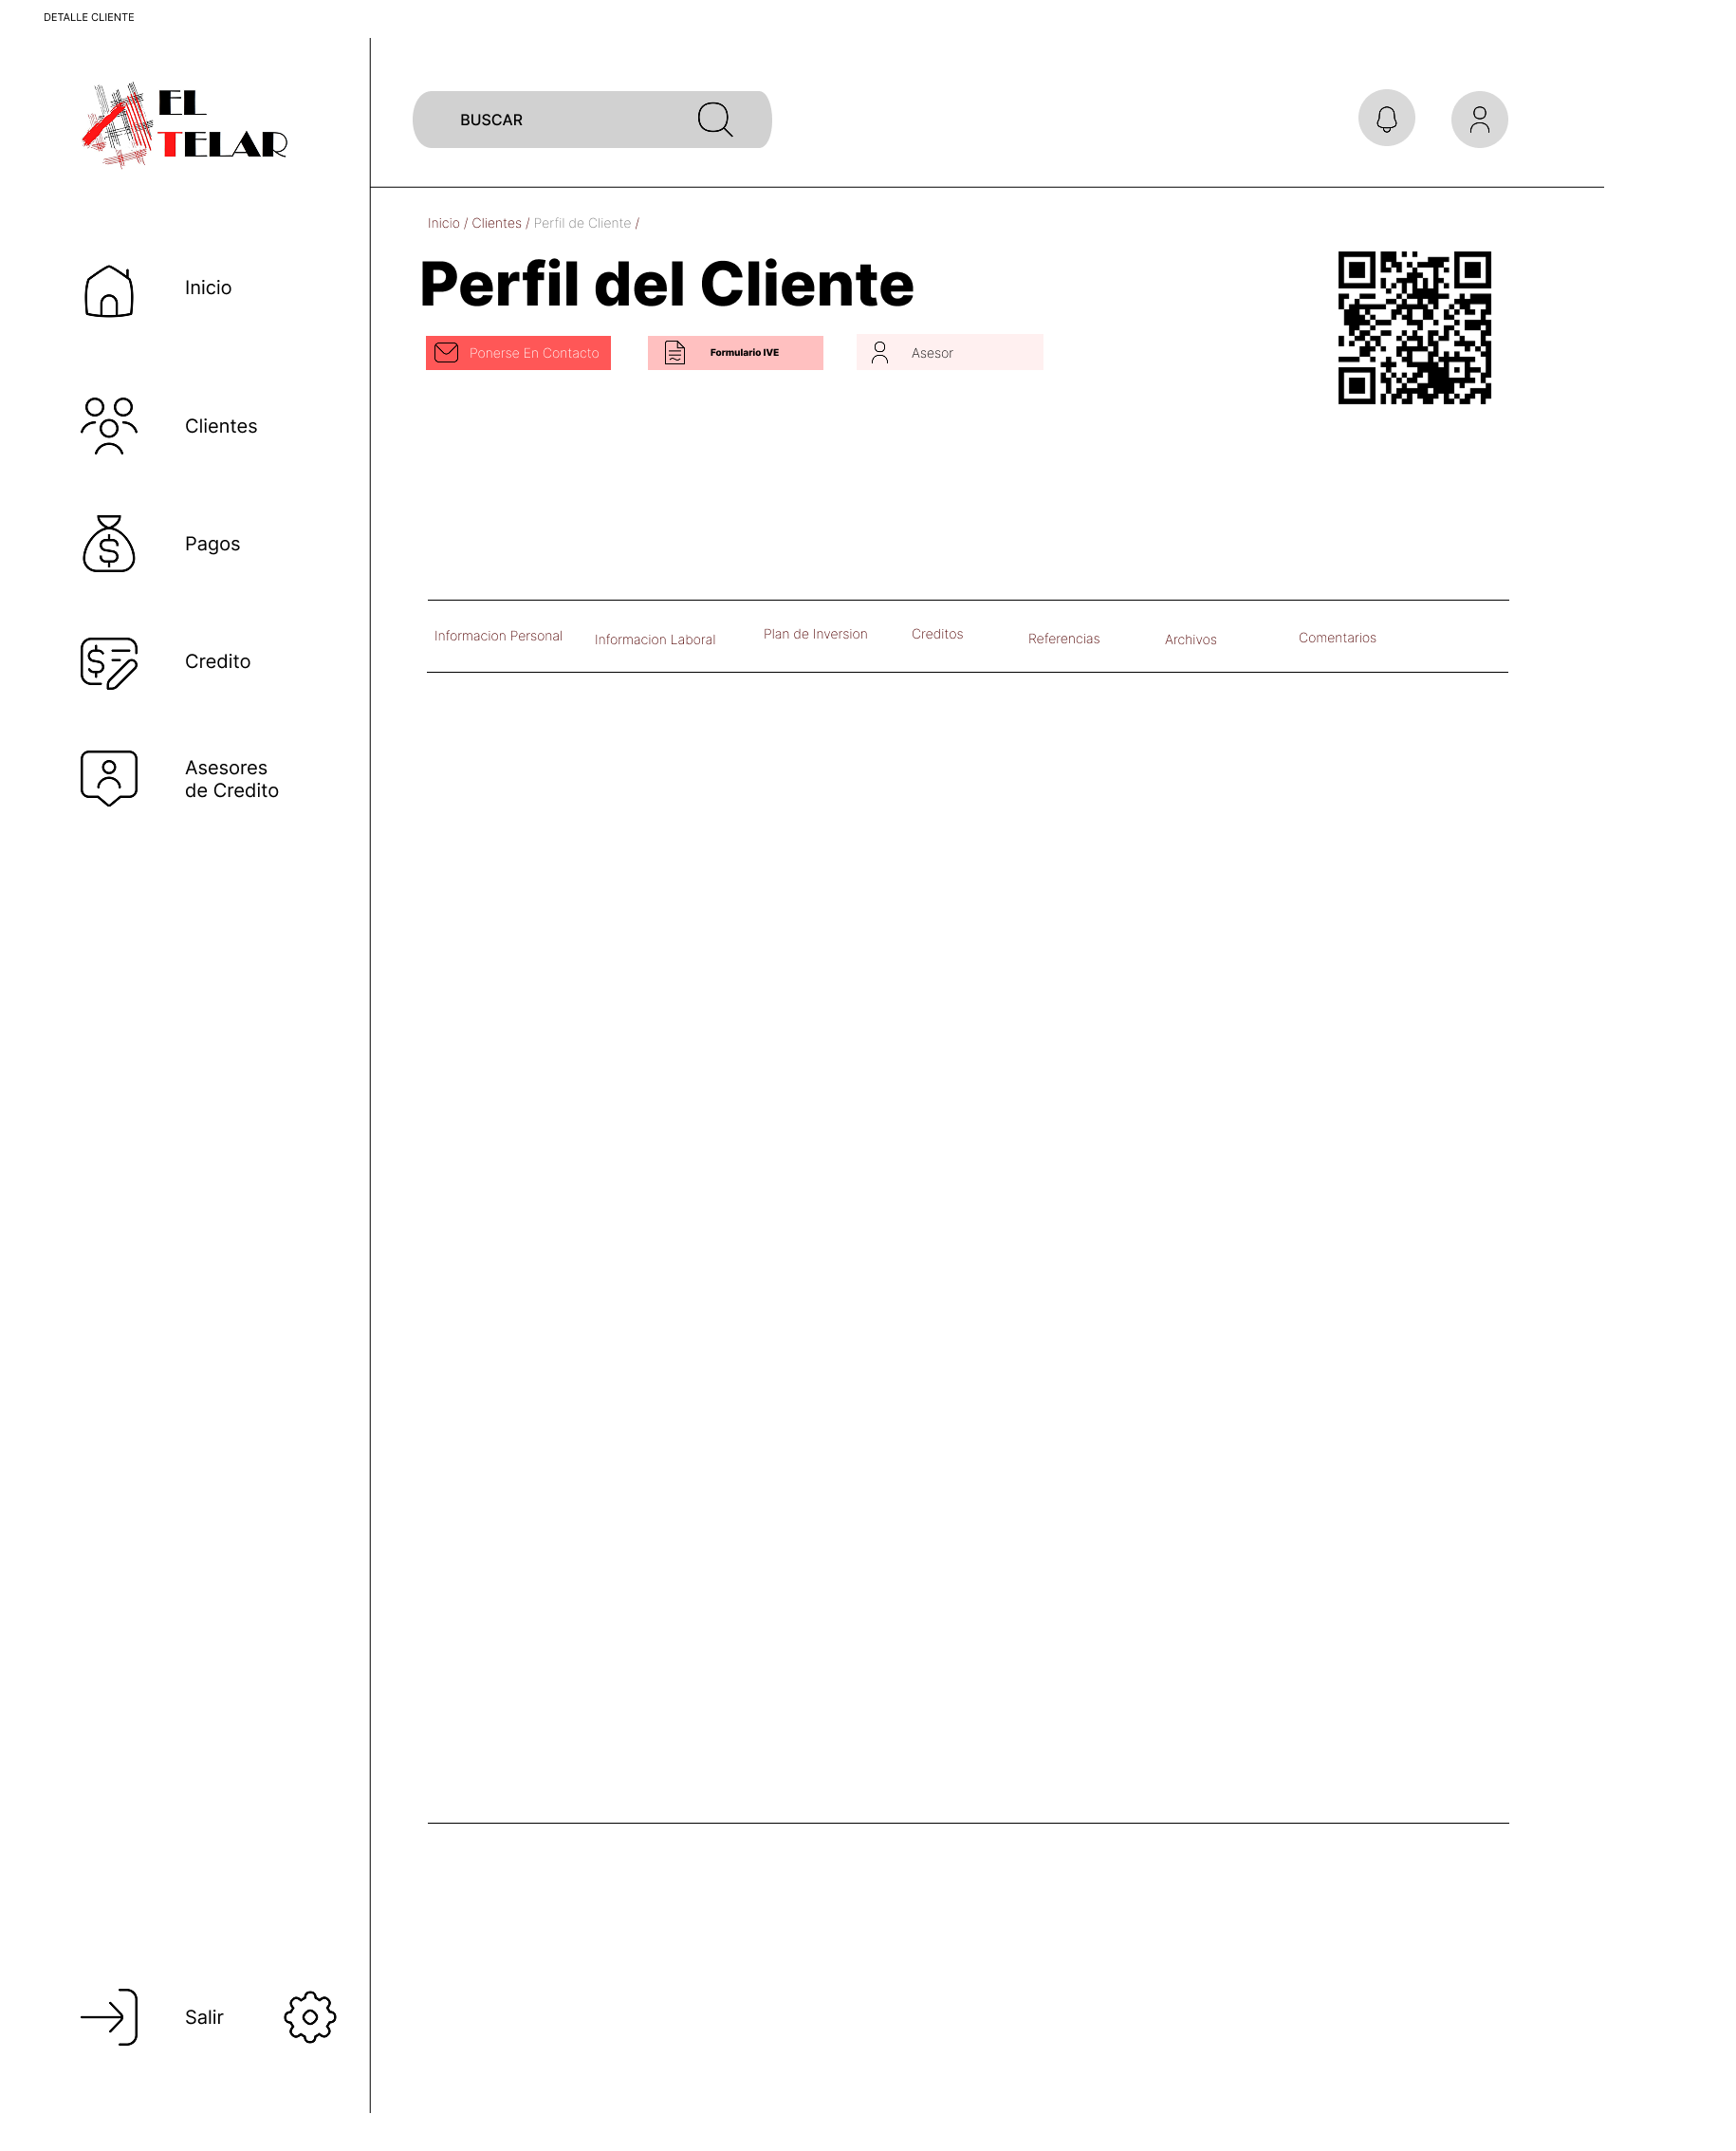 DETALLE CLIENTE
EL
TELAR
BUSCAR
Inicio / Clientes / Perfil de Cliente /
Perfil del Cliente
Ponerse En Contacto
Formulario IVE
Asesor
Inicio
Clientes
Pagos
Credito
Asesores
de Credito
Informacion Personal
Informacion Laboral
Plan de Inversion
Creditos
Referencias
Archivos
Comentarios
Salir